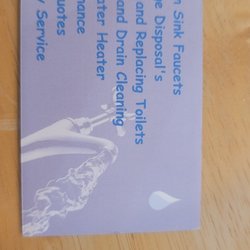 n Sink Faucets
e Disposal's
and Replacing Toilets
and Drain Cleaning
ater Heater
nance
uotes
y Service